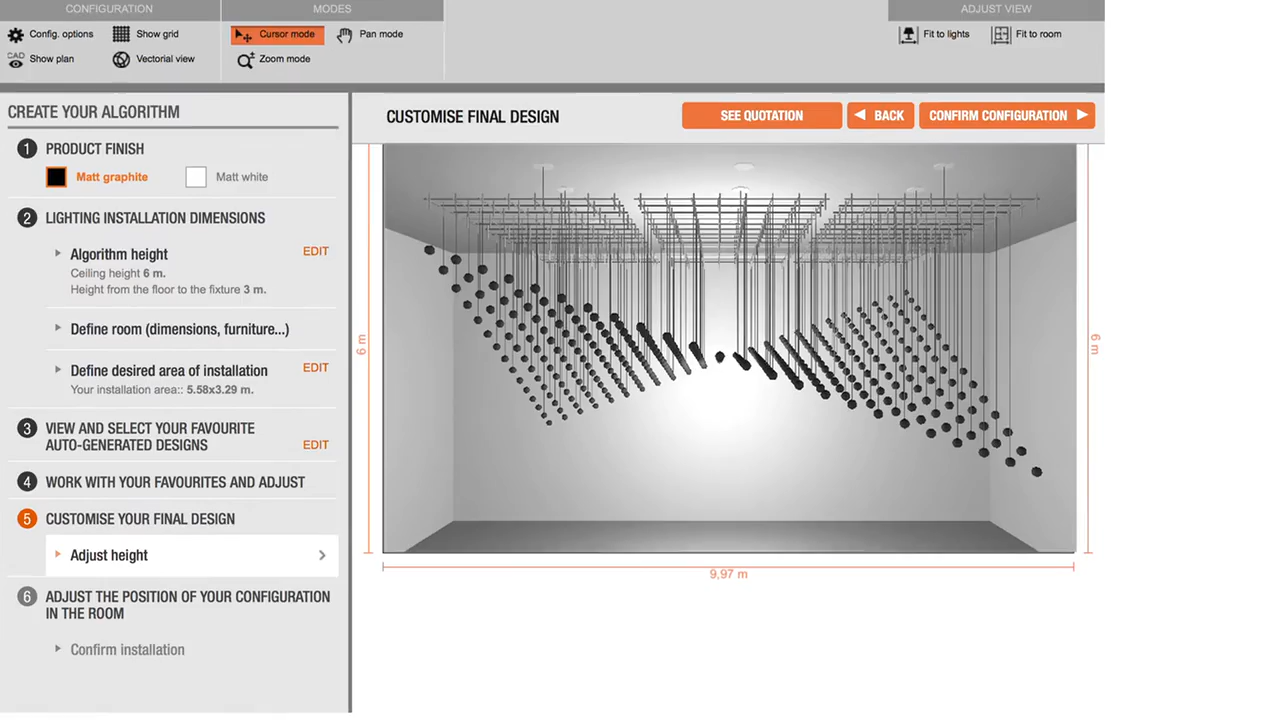 CONFIGURATION
MODES
ADJUST VIEW
Config. options
Show grid
Cursor mode
Pan mode
Fit to lights
Fit to room
CAD
Show plan
Vectorial view
Zoom mode
CREATE YOUR ALGORITHM
1 PRODUCT FINISH
Matt graphite
Matt white
2 LIGHTING INSTALLATION DIMENSIONS
Algorithm height
EDIT
Ceiling height 6 m.
Height from the floor to the fixture 3 m.
Define room (dimensions, furniture...)
Define desired area of installation
EDIT
Your installation area:: 5.58x3.29 m.
3 VIEW AND SELECT YOUR FAVOURITE
AUTO-GENERATED DESIGNS
EDIT
4 WORK WITH YOUR FAVOURITES AND ADJUST
5 CUSTOMISE YOUR FINAL DESIGN
Adjust height
6 ADJUST THE POSITION OF YOUR CONFIGURATION
IN THE ROOM
Confirm installation
CUSTOMISE FINAL DESIGN
SEE QUOTATION
BACK
CONFIRM CONFIGURATION
6 m
6 m
9,97 m